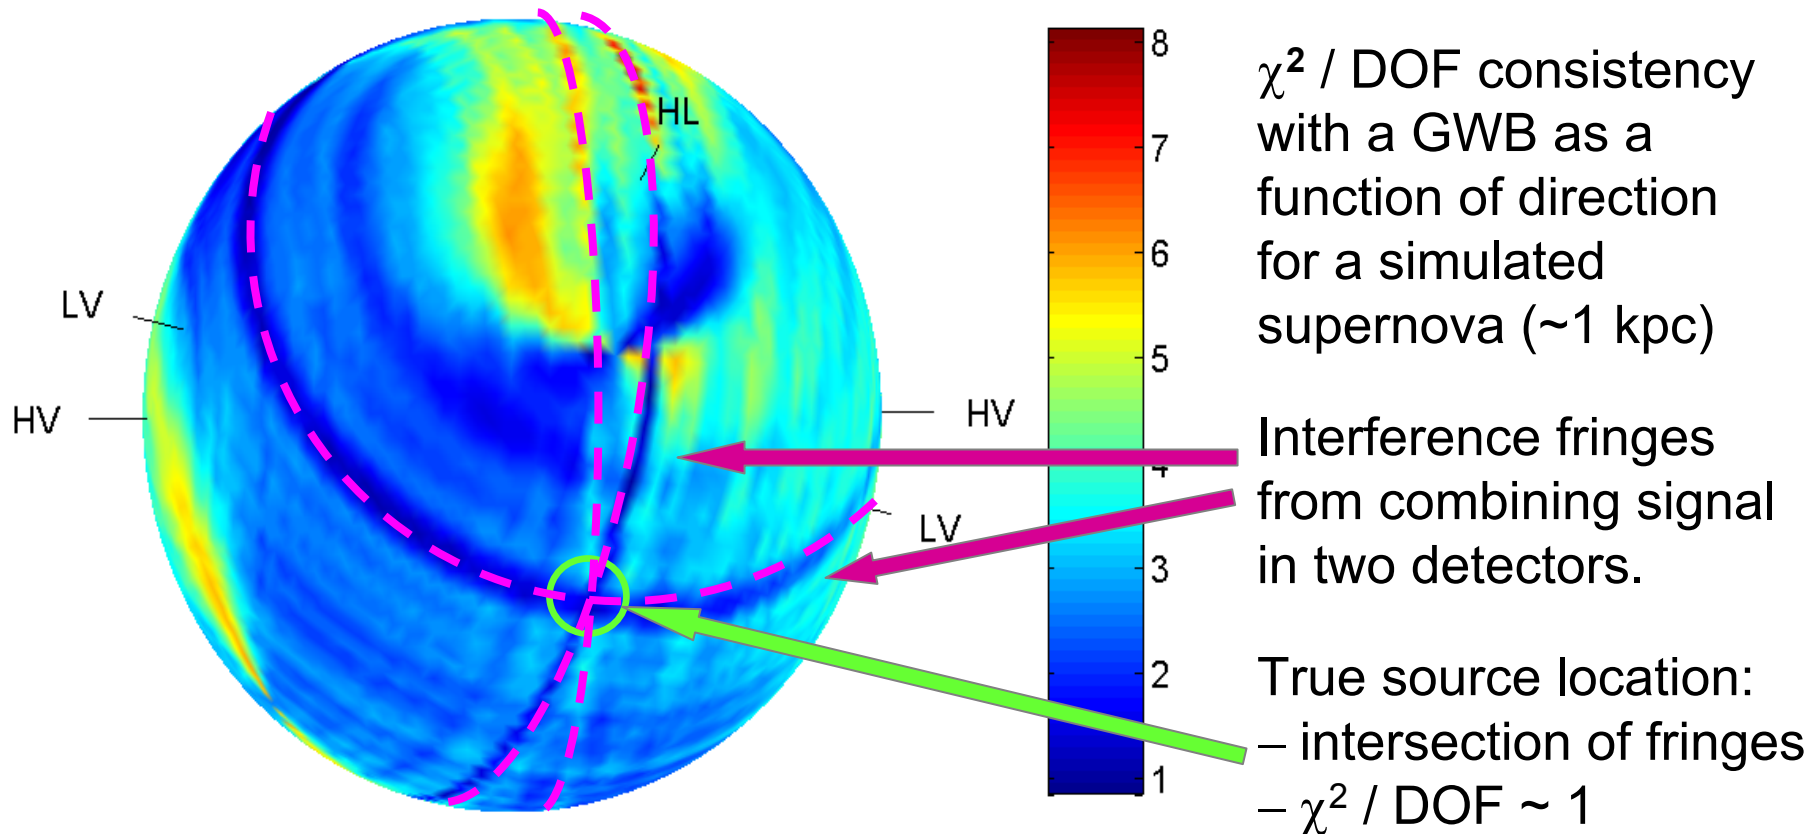 HL
LV
HV
HV
LV
8
7
6
5
4
3
2
1
χ² / DOF consistency
with a GWB as a
function of direction
for a simulated
supernova (~1 kpc)
Interference fringes
from combining signal
in two detectors.
True source location:
– intersection of fringes
– χ² / DOF ~ 1